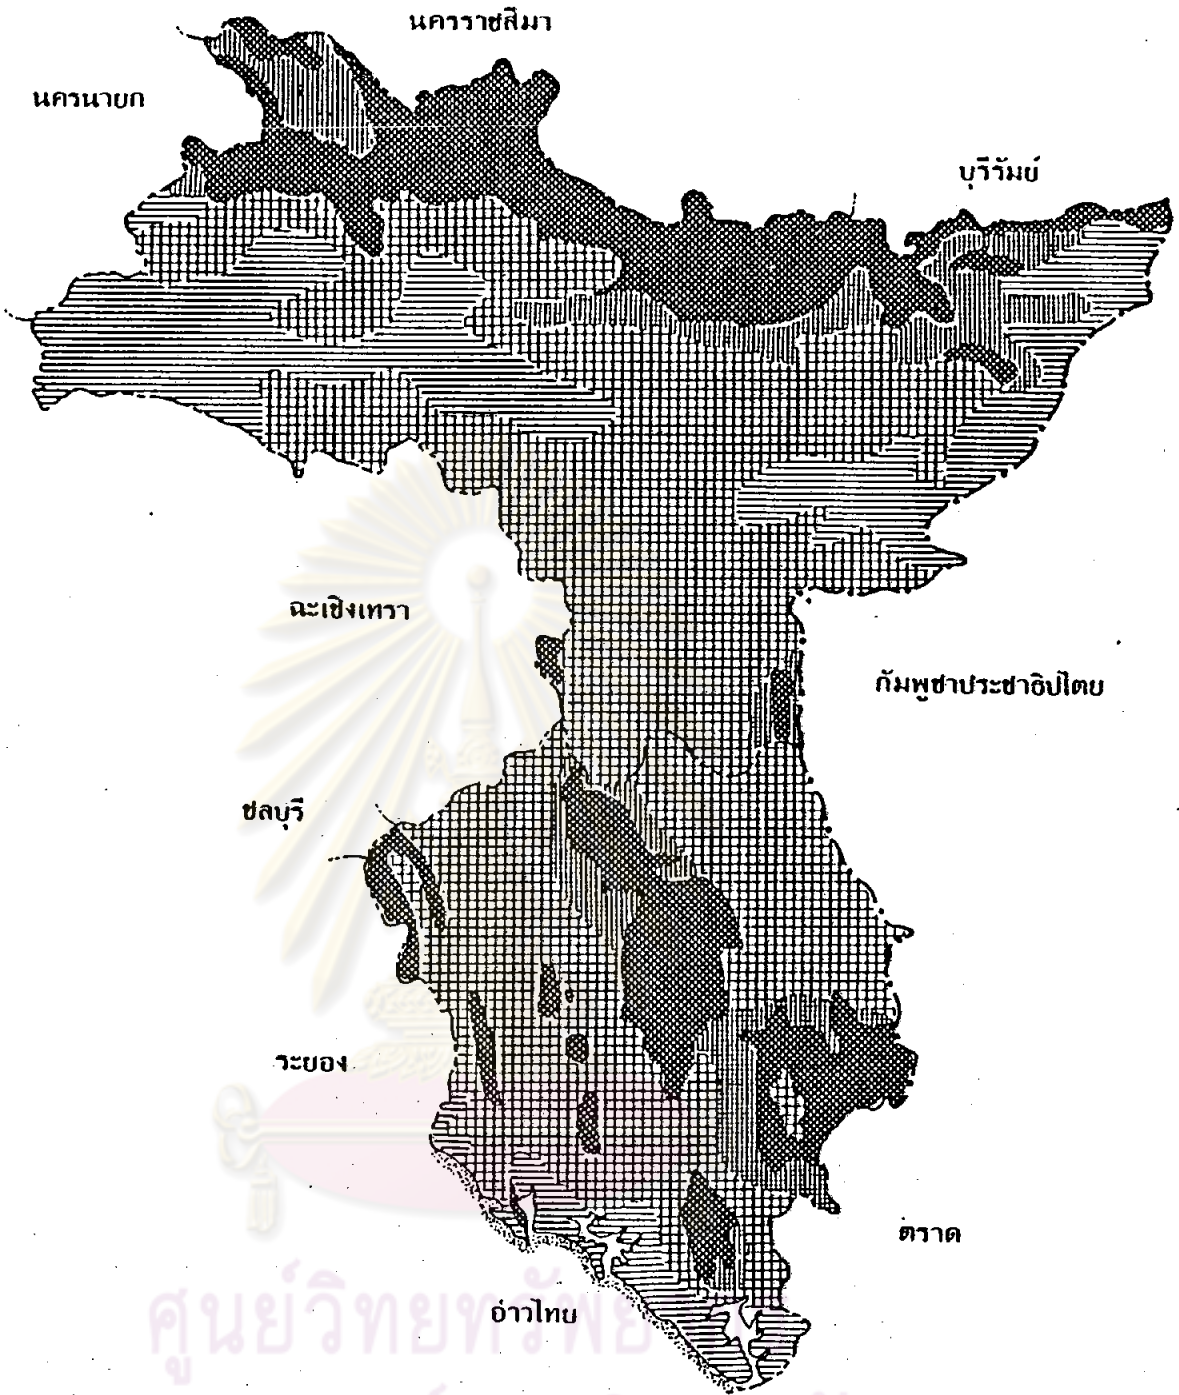 นครราชสีมา
นครนายก
บุรีรัมย์
ฉะเชิงเทรา
กัมพูชาประชาธิปไตย
ชลบุรี
ระยอง
ตราด
อ่าวไทย